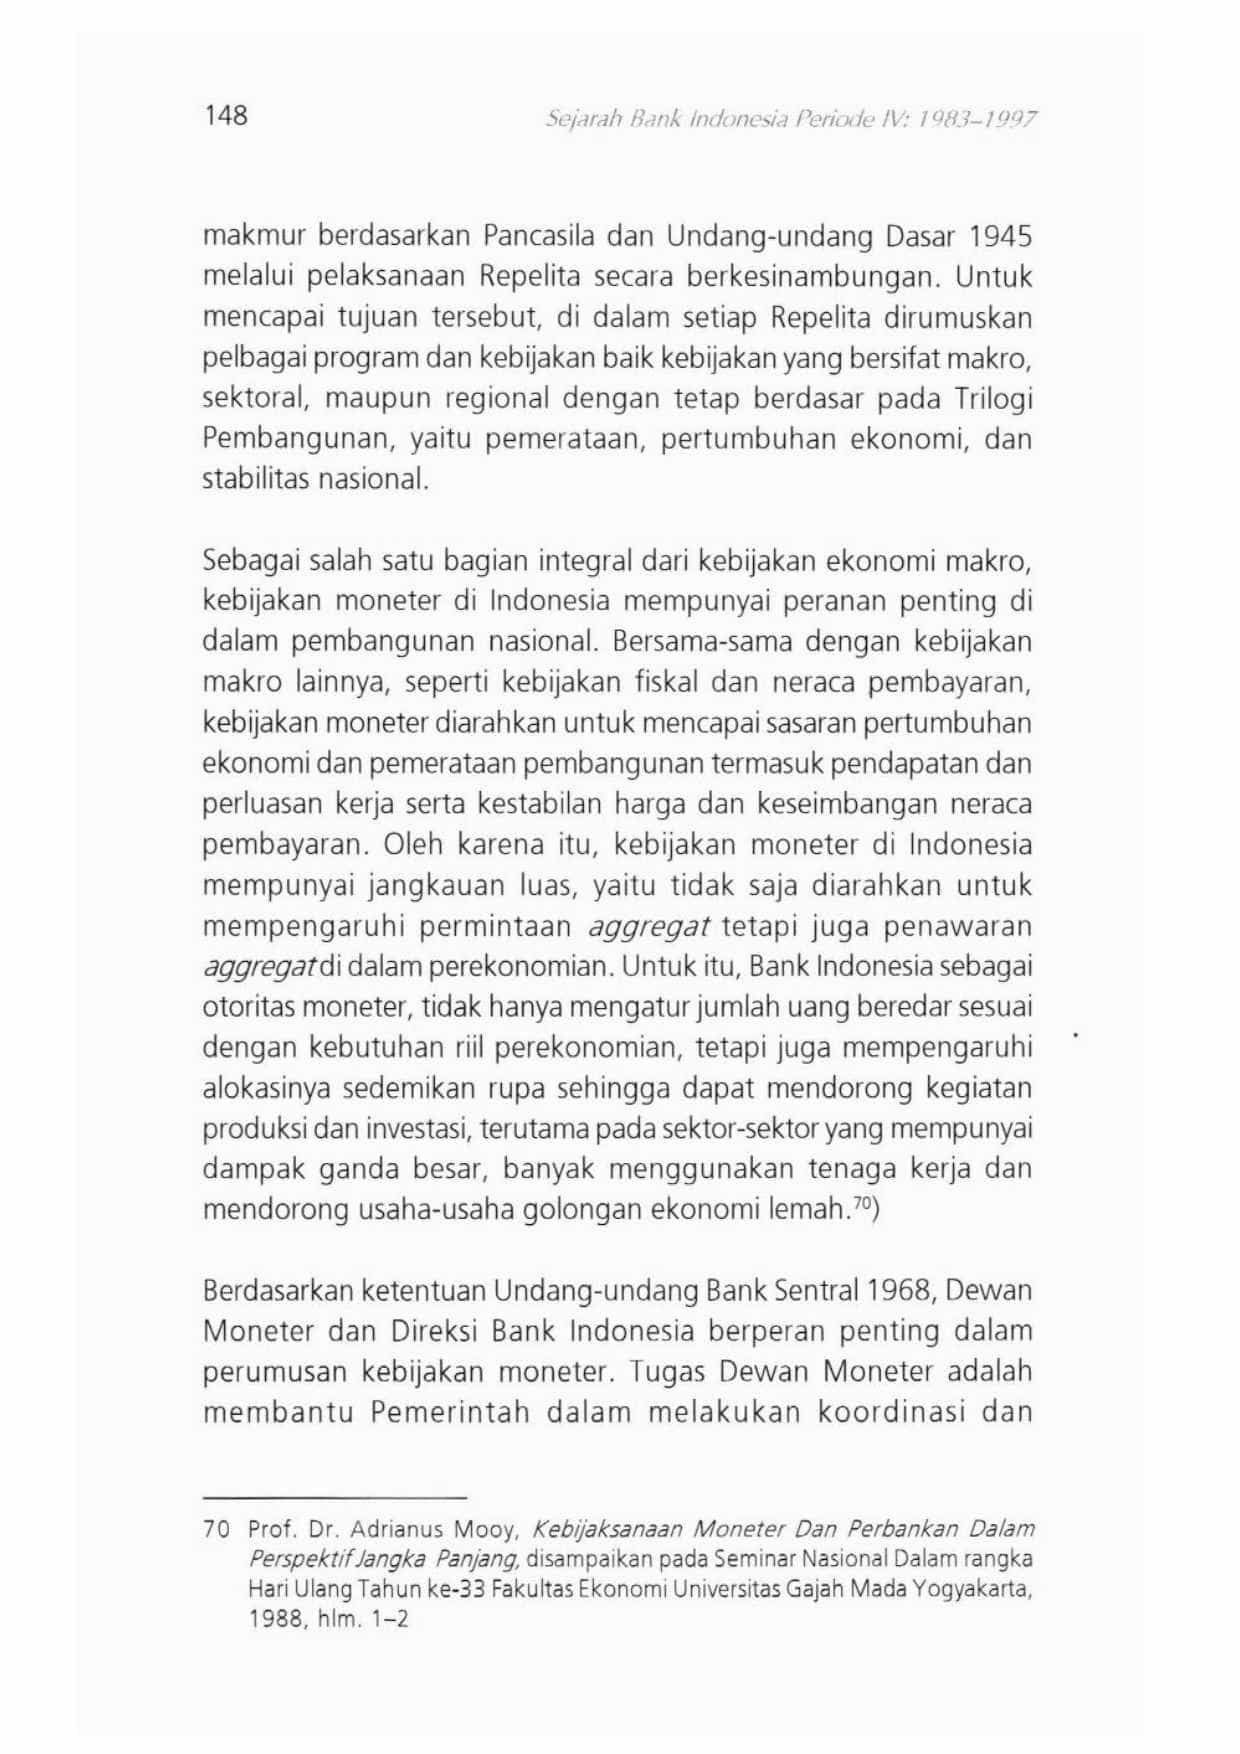 148
Sejarah Bank Indonesia Periode IV: 1983–1997
makmur berdasarkan Pancasila dan Undang-undang Dasar 1945
melalui pelaksanaan Repelita secara berkesinambungan. Untuk
mencapai tujuan tersebut, di dalam setiap Repelita dirumuskan
pelbagai program dan kebijakan baik kebijakan yang bersifat makro,
sektoral, maupun regional dengan tetap berdasar pada Trilogi
Pembangunan, yaitu pemerataan, pertumbuhan ekonomi, dan
stabilitas nasional.
Sebagai salah satu bagian integral dari kebijakan ekonomi makro,
kebijakan moneter di Indonesia mempunyai peranan penting di
dalam pembangunan nasional. Bersama-sama dengan kebijakan
makro lainnya, seperti kebijakan fiskal dan neraca pembayaran,
kebijakan moneter diarahkan untuk mencapai sasaran pertumbuhan
ekonomi dan pemerataan pembangunan termasuk pendapatan dan
perluasan kerja serta kestabilan harga dan keseimbangan neraca
pembayaran. Oleh karena itu, kebijakan moneter di Indonesia
mempunyai jangkauan luas, yaitu tidak saja diarahkan untuk
mempengaruhi permintaan aggregat tetapi juga penawaran
aggregat di dalam perekonomian. Untuk itu, Bank Indonesia sebagai
otoritas moneter, tidak hanya mengatur jumlah uang beredar sesuai
dengan kebutuhan riil perekonomian, tetapi juga mempengaruhi
alokasinya sedemikan rupa sehingga dapat mendorong kegiatan
produksi dan investasi, terutama pada sektor-sektor yang mempunyai
dampak ganda besar, banyak menggunakan tenaga kerja dan
mendorong usaha-usaha golongan ekonomi lemah.⁷⁰)
Berdasarkan ketentuan Undang-undang Bank Sentral 1968, Dewan
Moneter dan Direksi Bank Indonesia berperan penting dalam
perumusan kebijakan moneter. Tugas Dewan Moneter adalah
membantu Pemerintah dalam melakukan koordinasi dan
70 Prof. Dr. Adrianus Mooy, Kebijaksanaan Moneter Dan Perbankan Dalam
Perspektif Jangka Panjang, disampaikan pada Seminar Nasional Dalam rangka
Hari Ulang Tahun ke-33 Fakultas Ekonomi Universitas Gajah Mada Yogyakarta,
1988, hlm. 1–2